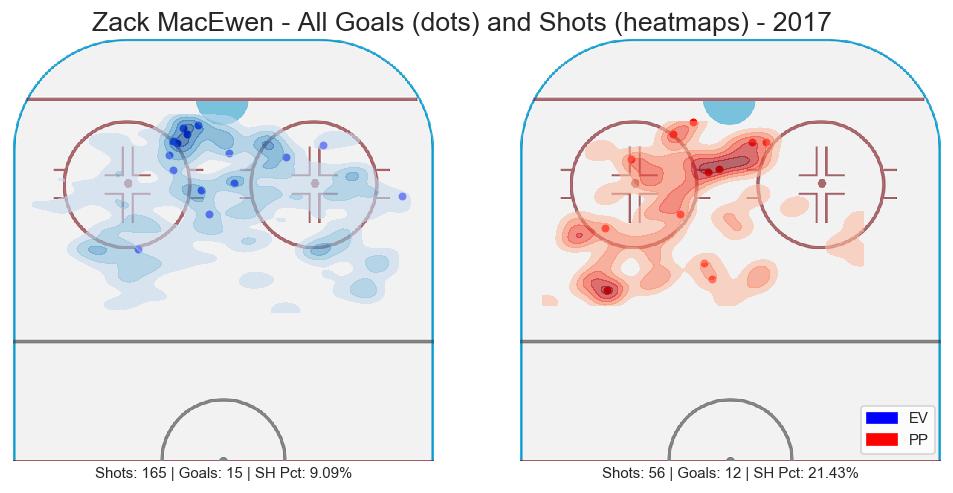 Zack MacEwen - All Goals (dots) and Shots (heatmaps) - 2017
EV
PP
Shots: 165 | Goals: 15 | SH Pct: 9.09%
Shots: 56 | Goals: 12 | SH Pct: 21.43%